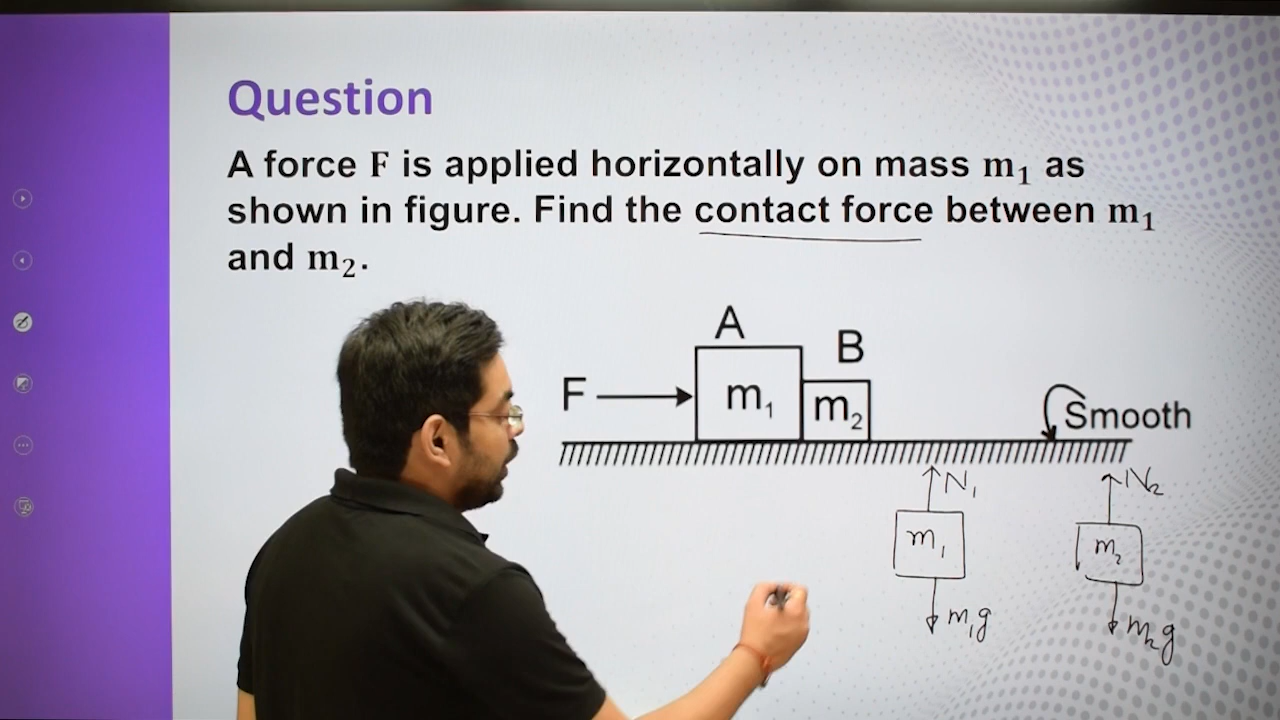 Question
A force F is applied horizontally on mass m₁ as
shown in figure. Find the contact force between m₁
and m₂.
A
B
F
m₁
m₂
Smooth
N₁
N₂
m₁
m₂
m₁g
m₂g